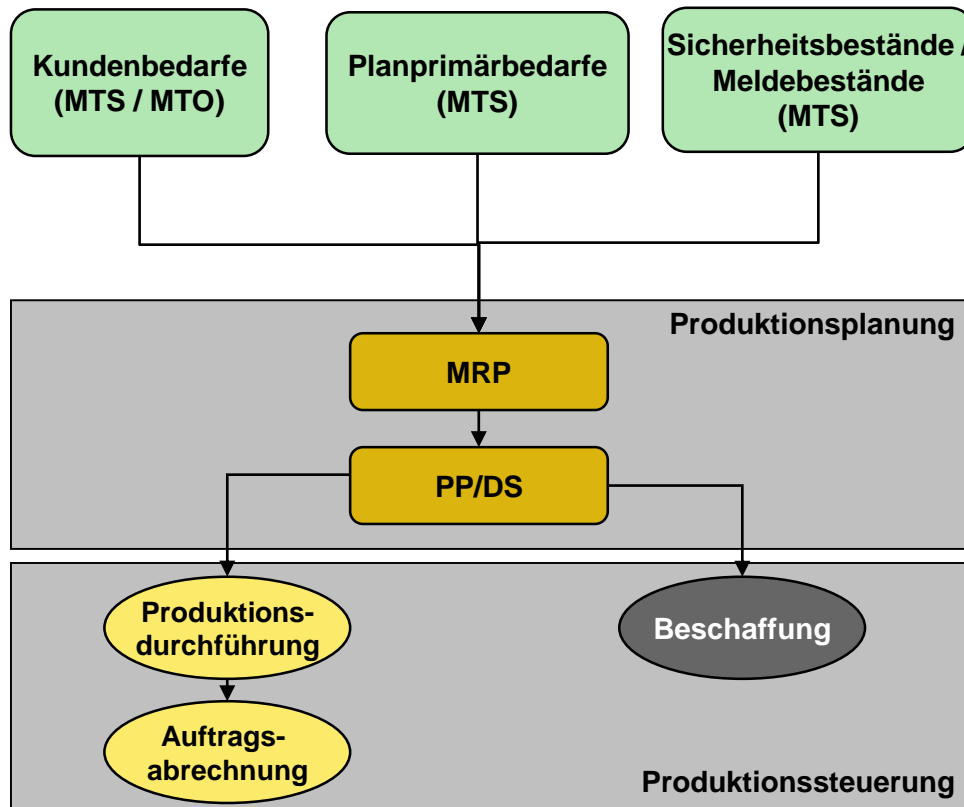 Kundenbedarfe
(MTS / MTO)
Planprimärbedarfe
(MTS)
Sicherheitsbestände /
Meldebestände
(MTS)
Produktionsplanung
MRP
PP/DS
Produktions-
durchführung
Beschaffung
Auftrags-
abrechnung
Produktionssteuerung